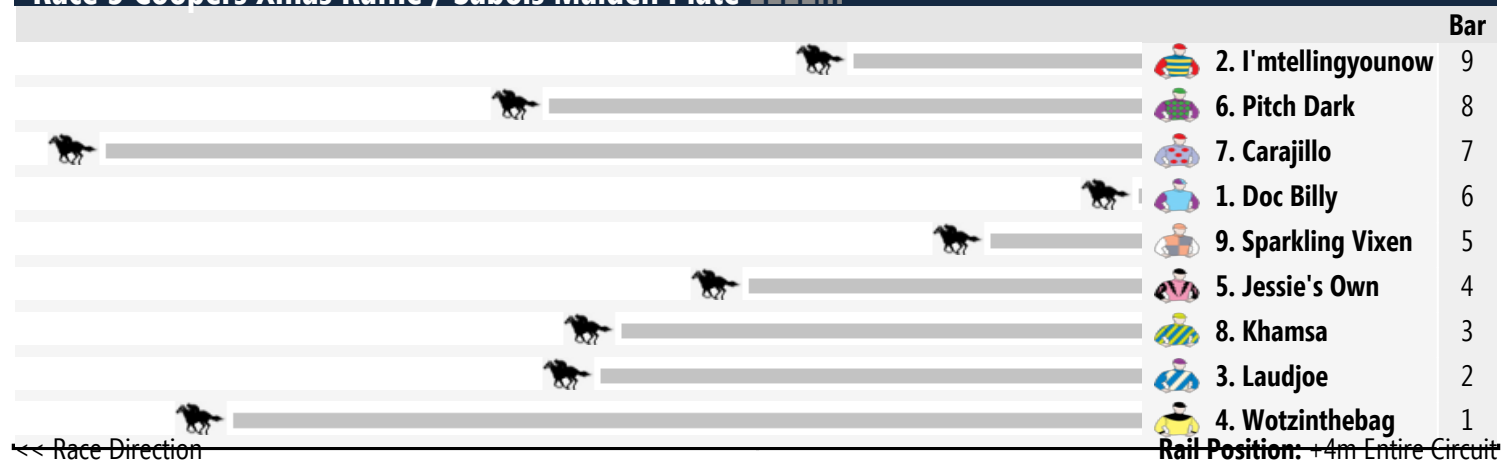 Bar
2. I'mtellingyounow 9
6. Pitch Dark 8
7. Carajillo 7
1. Doc Billy 6
9. Sparkling Vixen 5
5. Jessie's Own 4
8. Khamsa 3
3. Laudjoe 2
4. Wotzinthebag 1
<< Race Direction Rail Position: +4m Entire Circuit